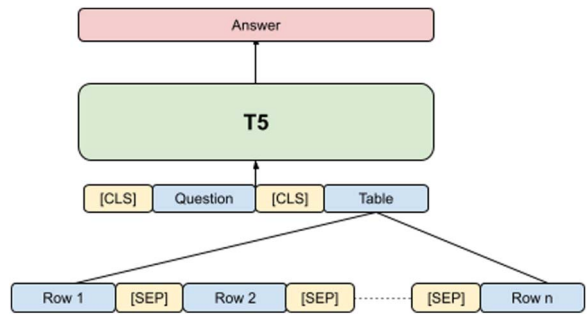 Answer
T5
[CLS] Question [CLS] Table
Row 1 [SEP] Row 2 [SEP] [SEP] Row n